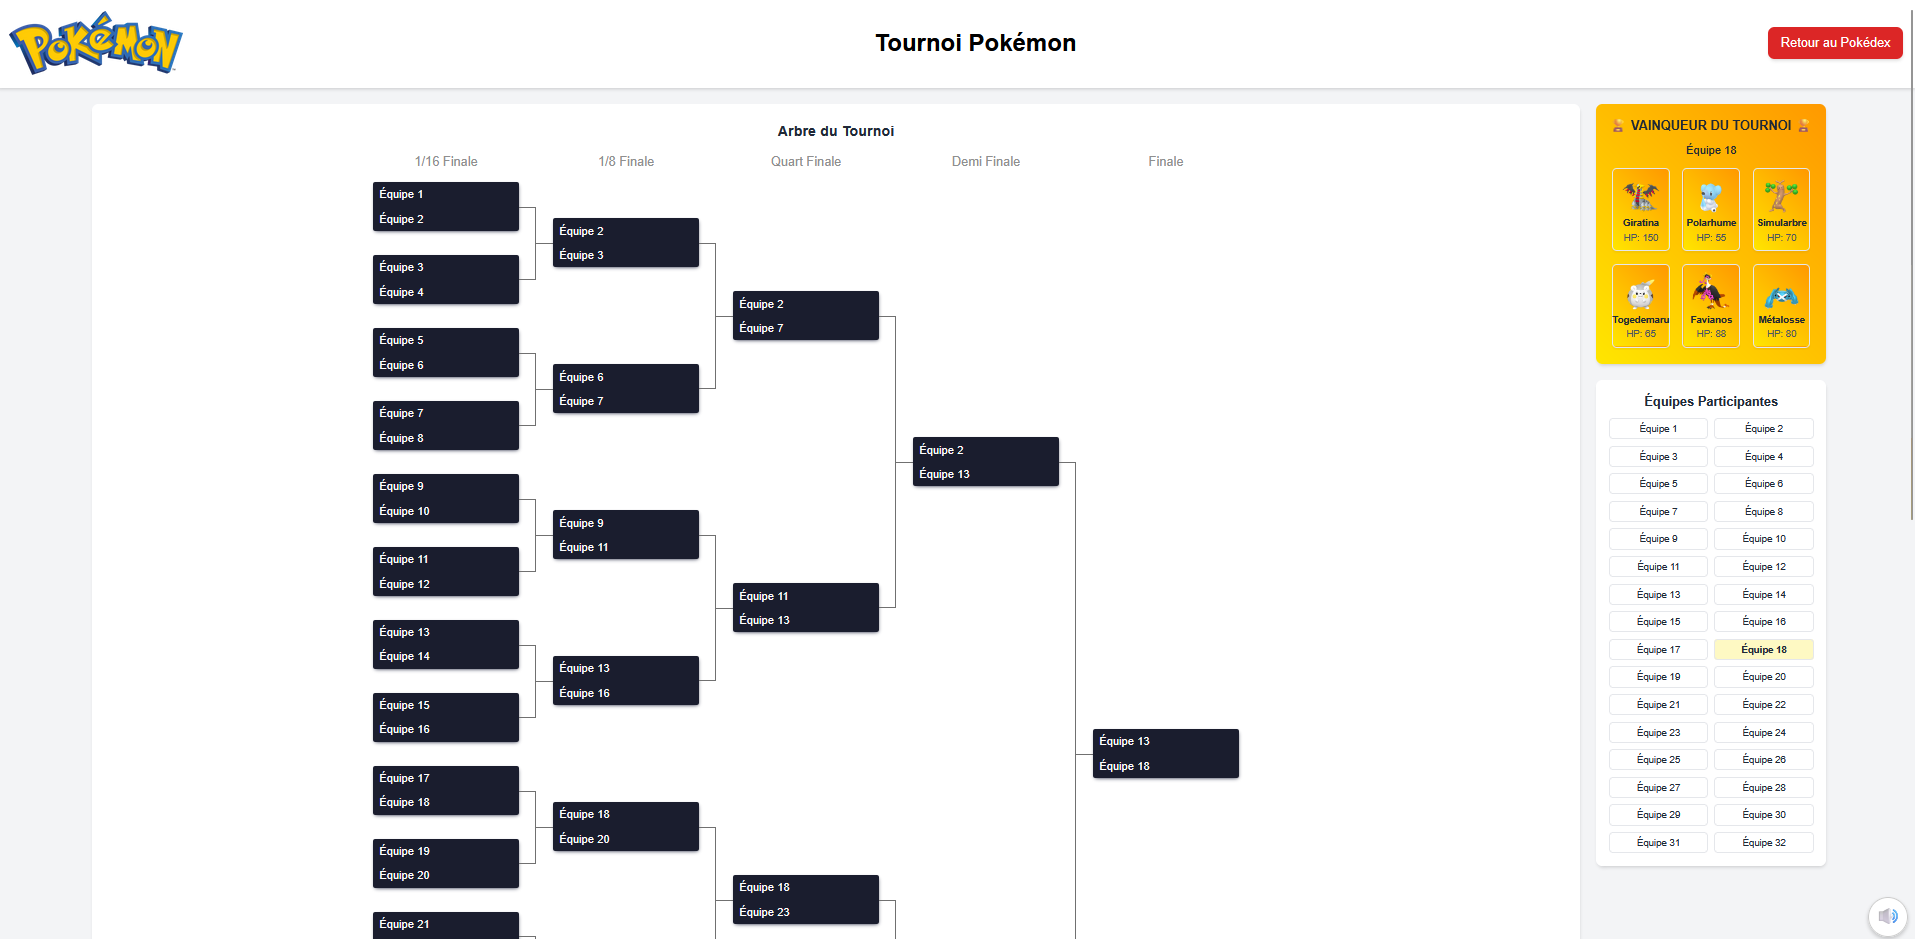 POKéMON
Tournoi Pokémon
Retour au Pokédex
Arbre du Tournoi
1/16 Finale
1/8 Finale
Quart Finale
Demi Finale
Finale
Équipe 1
Équipe 2
Équipe 3
Équipe 4
Équipe 5
Équipe 6
Équipe 7
Équipe 8
Équipe 9
Équipe 10
Équipe 11
Équipe 12
Équipe 13
Équipe 14
Équipe 15
Équipe 16
Équipe 17
Équipe 18
Équipe 19
Équipe 20
Équipe 21
Équipe 2
Équipe 3
Équipe 6
Équipe 7
Équipe 9
Équipe 11
Équipe 13
Équipe 16
Équipe 18
Équipe 20
Équipe 2
Équipe 7
Équipe 11
Équipe 13
Équipe 18
Équipe 23
Équipe 2
Équipe 13
Équipe 13
Équipe 18
VAINQUEUR DU TOURNOI
Équipe 18
Giratina
HP: 150
Polarhume
HP: 55
Simularbre
HP: 70
Togedemaru
HP: 65
Favianos
HP: 88
Métalosse
HP: 80
Équipes Participantes
Équipe 1
Équipe 2
Équipe 3
Équipe 4
Équipe 5
Équipe 6
Équipe 7
Équipe 8
Équipe 9
Équipe 10
Équipe 11
Équipe 12
Équipe 13
Équipe 14
Équipe 15
Équipe 16
Équipe 17
Équipe 18
Équipe 19
Équipe 20
Équipe 21
Équipe 22
Équipe 23
Équipe 24
Équipe 25
Équipe 26
Équipe 27
Équipe 28
Équipe 29
Équipe 30
Équipe 31
Équipe 32